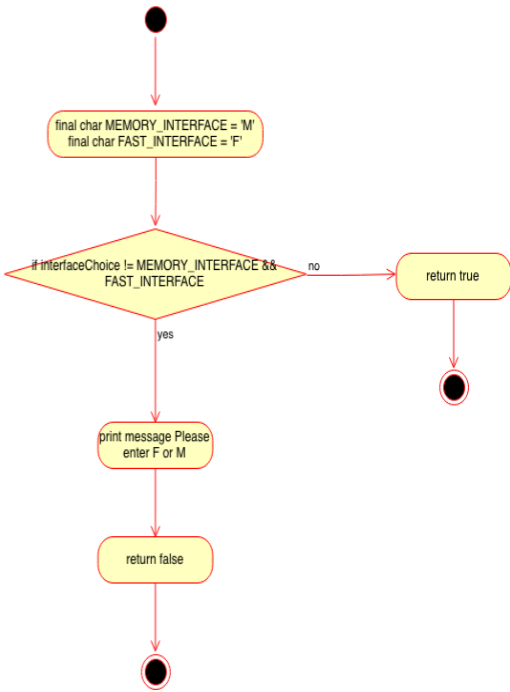 final char MEMORY_INTERFACE = 'M'
final char FAST_INTERFACE = 'F'
if interfaceChoice != MEMORY_INTERFACE &&
FAST_INTERFACE
no
return true
yes
print message Please
enter F or M
return false